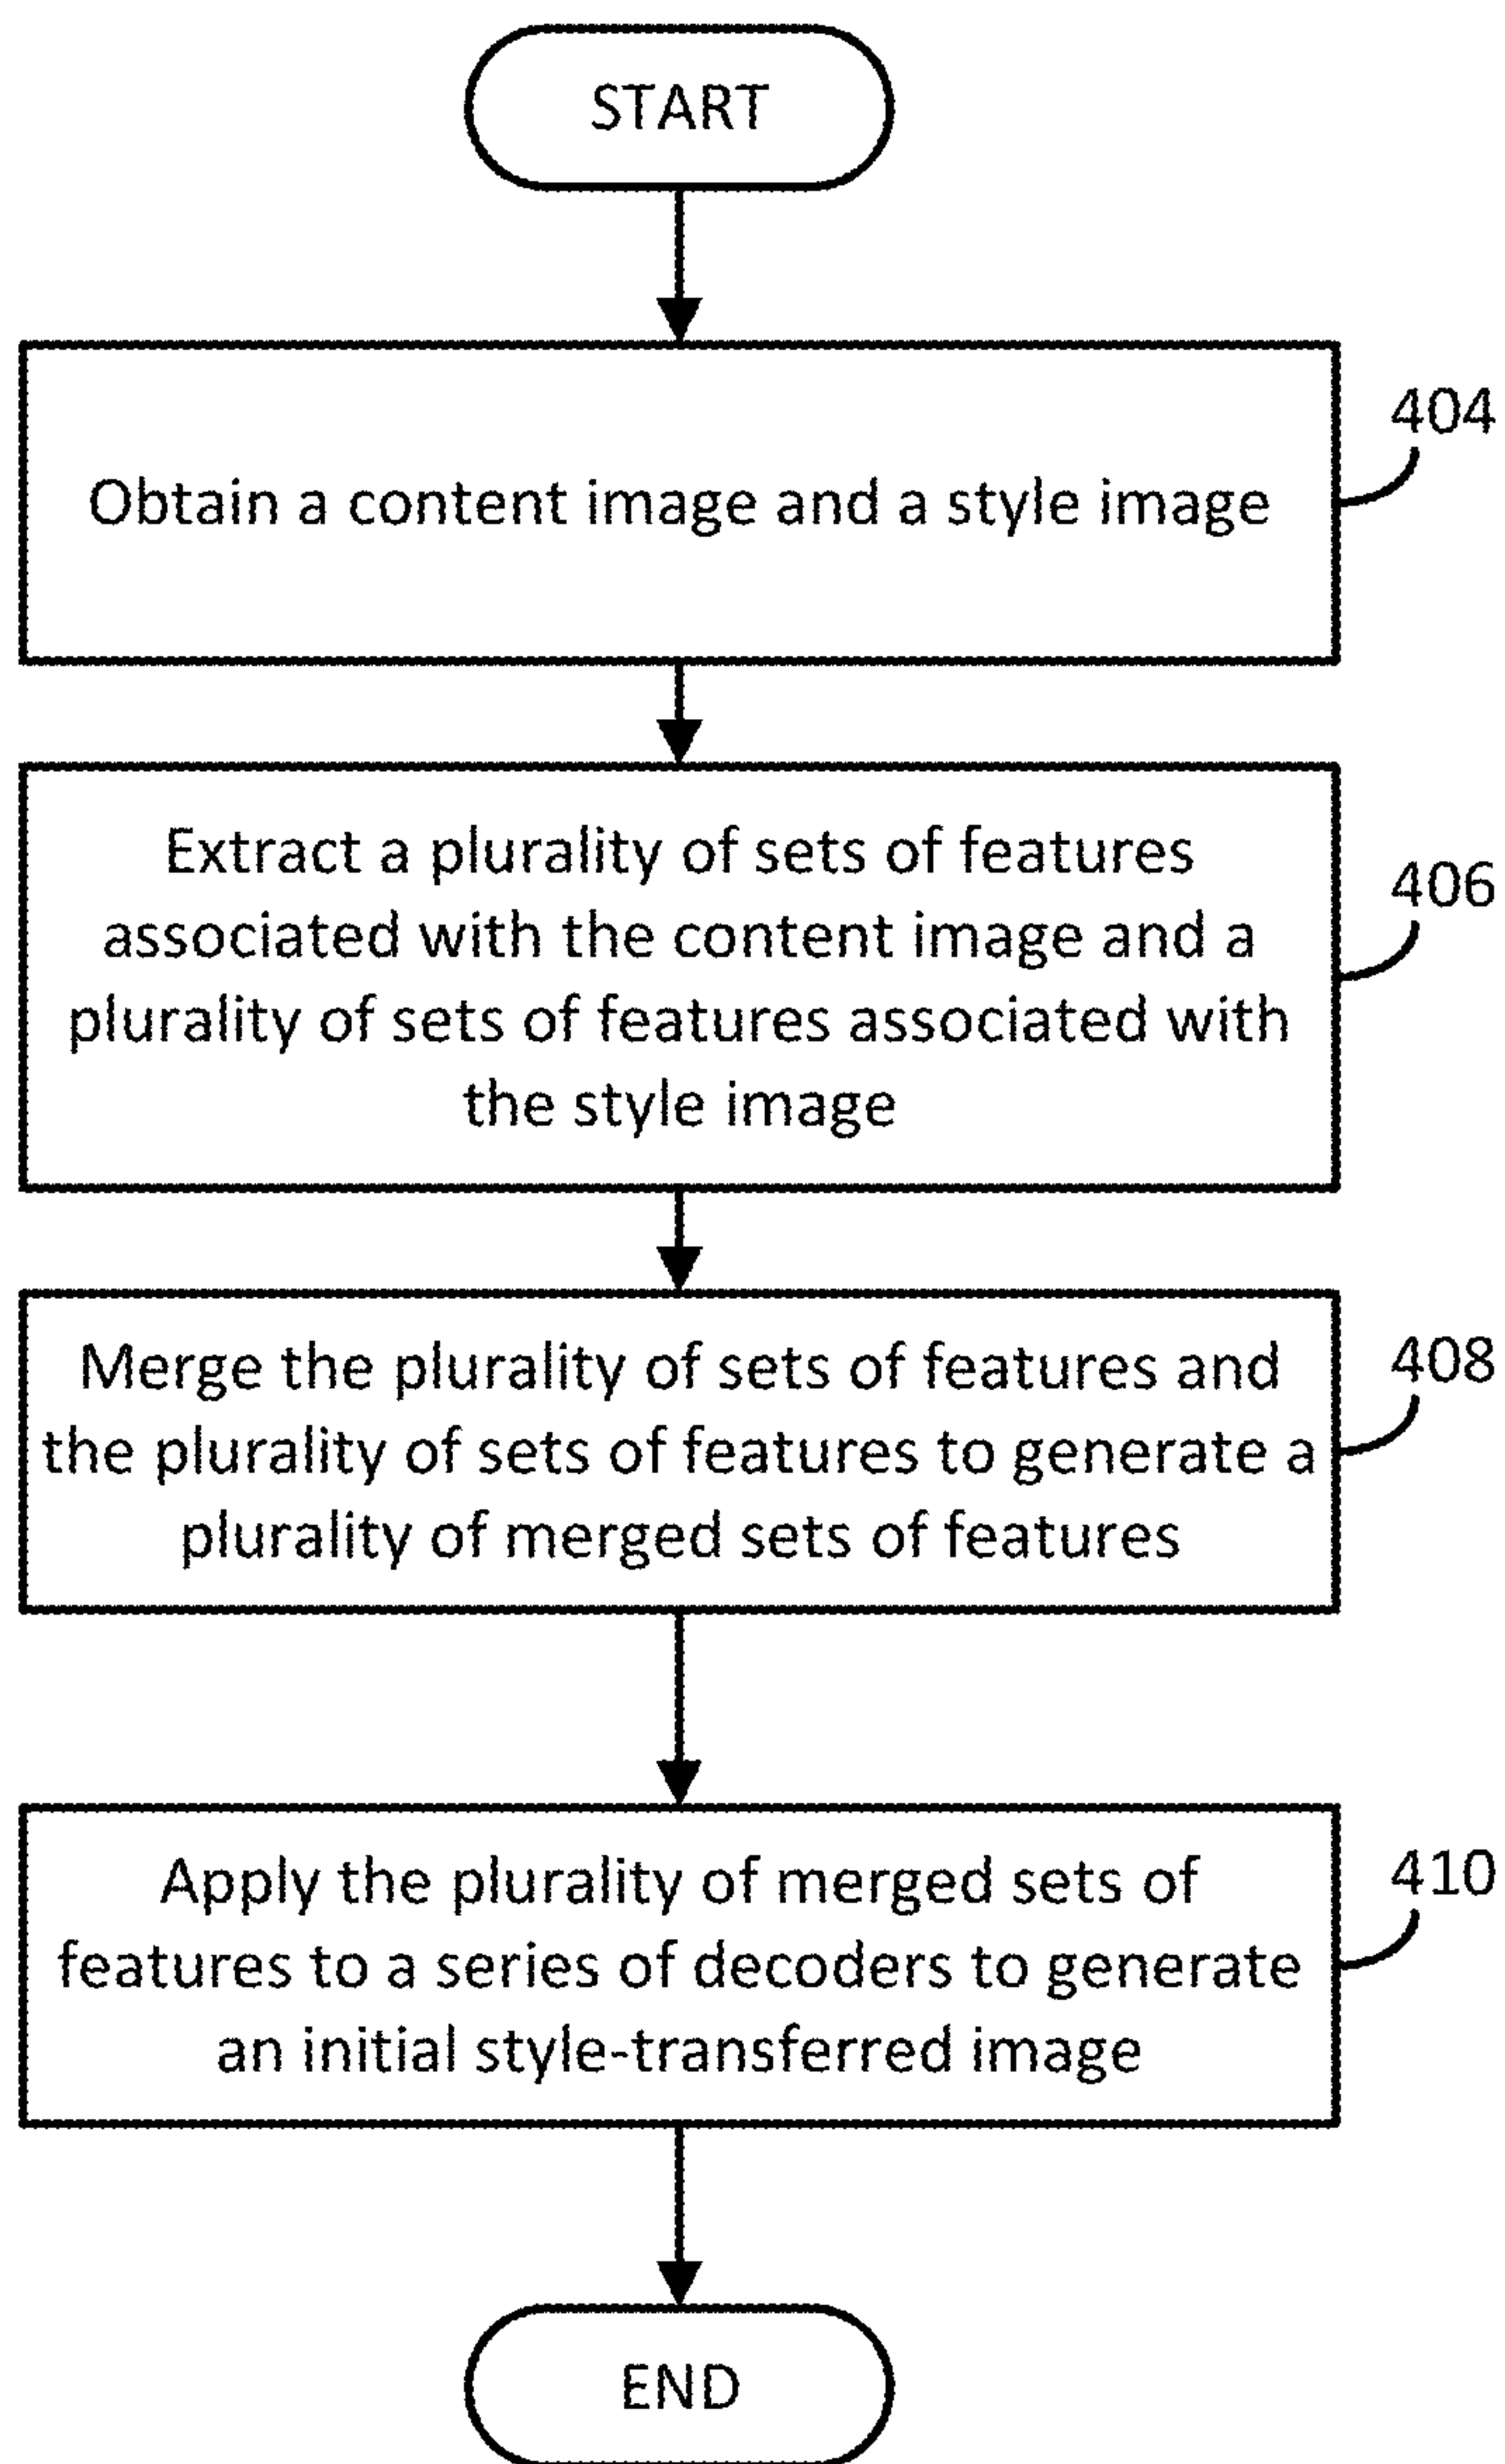 START
404
Obtain a content image and a style image
406
Extract a plurality of sets of features
associated with the content image and a
plurality of sets of features associated with
the style image
408
Merge the plurality of sets of features and
the plurality of sets of features to generate a
plurality of merged sets of features
410
Apply the plurality of merged sets of
features to a series of decoders to generate
an initial style-transferred image
END